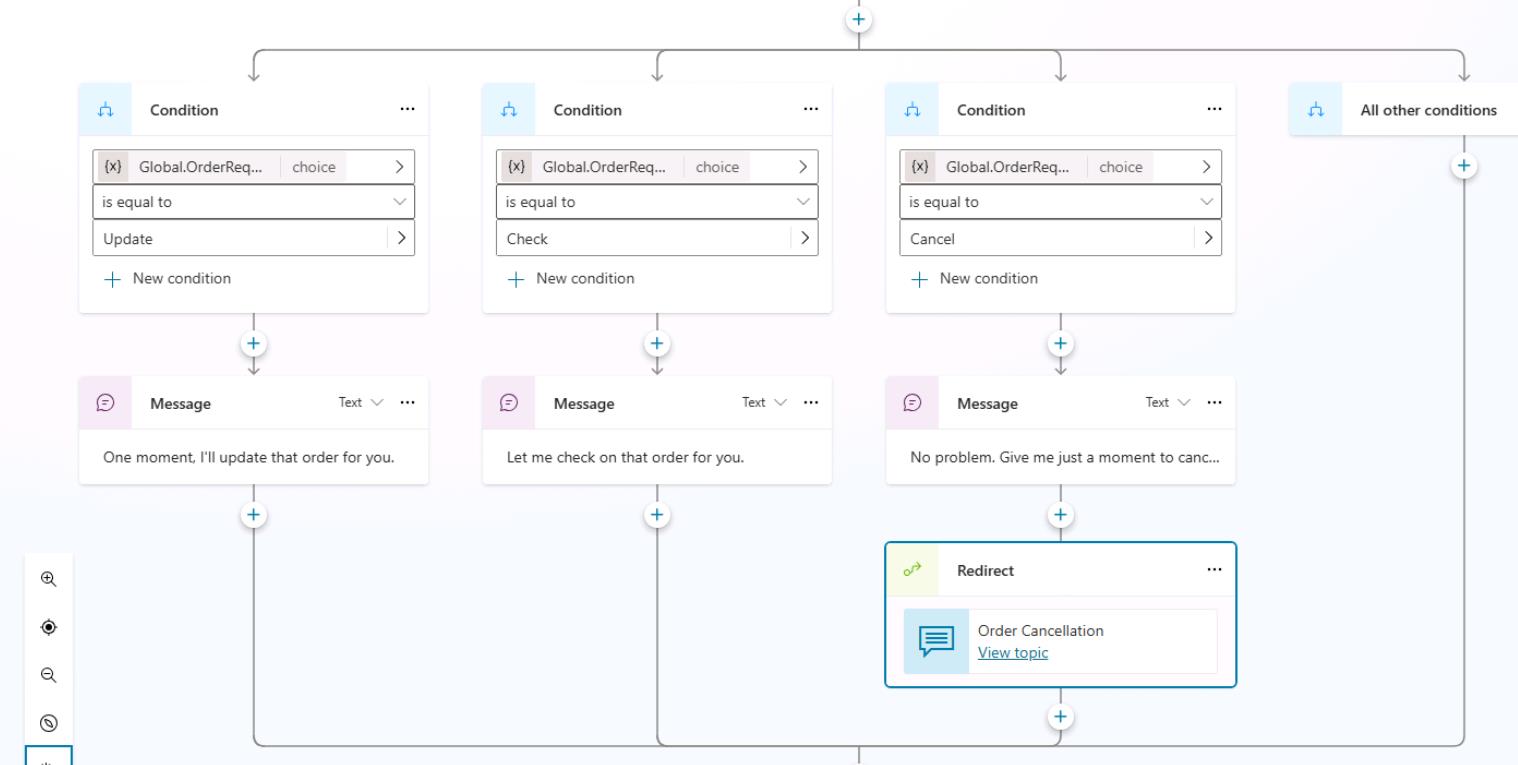 Condition ...
Condition ...
Condition ...
All other conditions
{x} Global.OrderReq... choice
{x} Global.OrderReq... choice
{x} Global.OrderReq... choice
is equal to
is equal to
is equal to
Update
Check
Cancel
New condition
New condition
New condition
Message Text ...
Message Text ...
Message Text ...
One moment, I'll update that order for you.
Let me check on that order for you.
No problem. Give me just a moment to canc...
Redirect ...
Order Cancellation
View topic